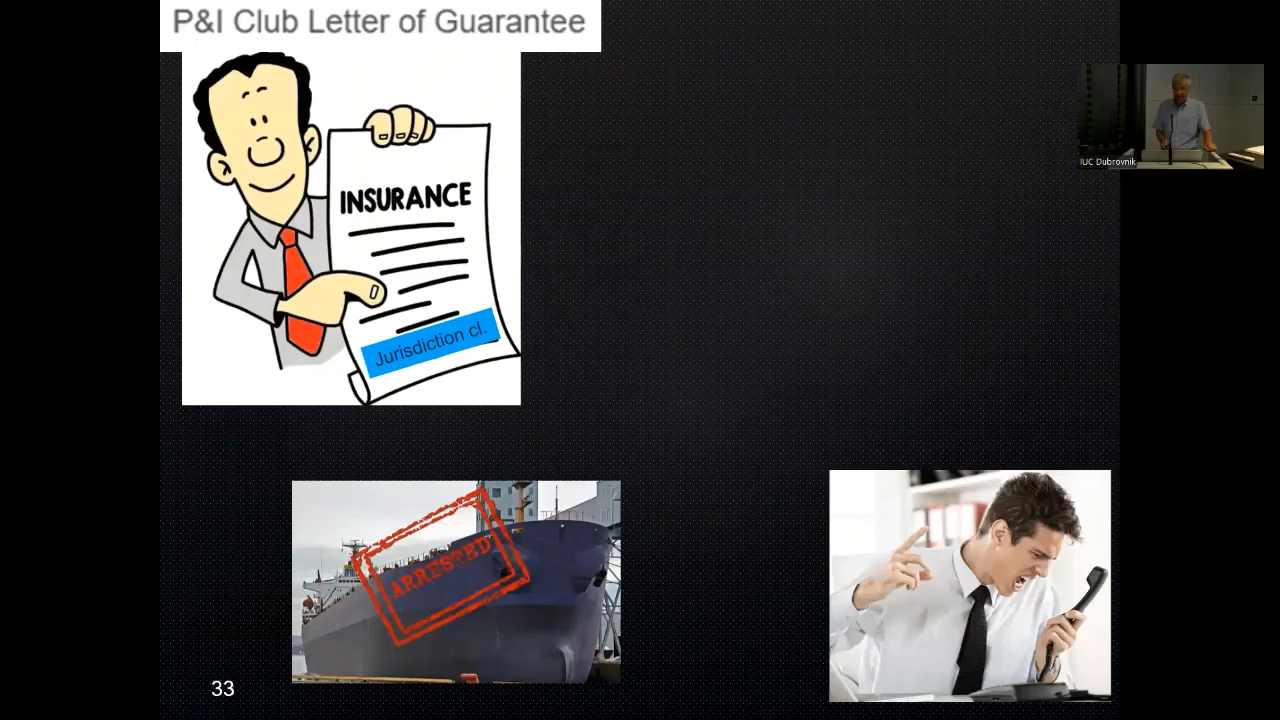 P&I Club Letter of Guarantee
INSURANCE
Jurisdiction cl.
IUC Dubrovnik
ARRESTED
33